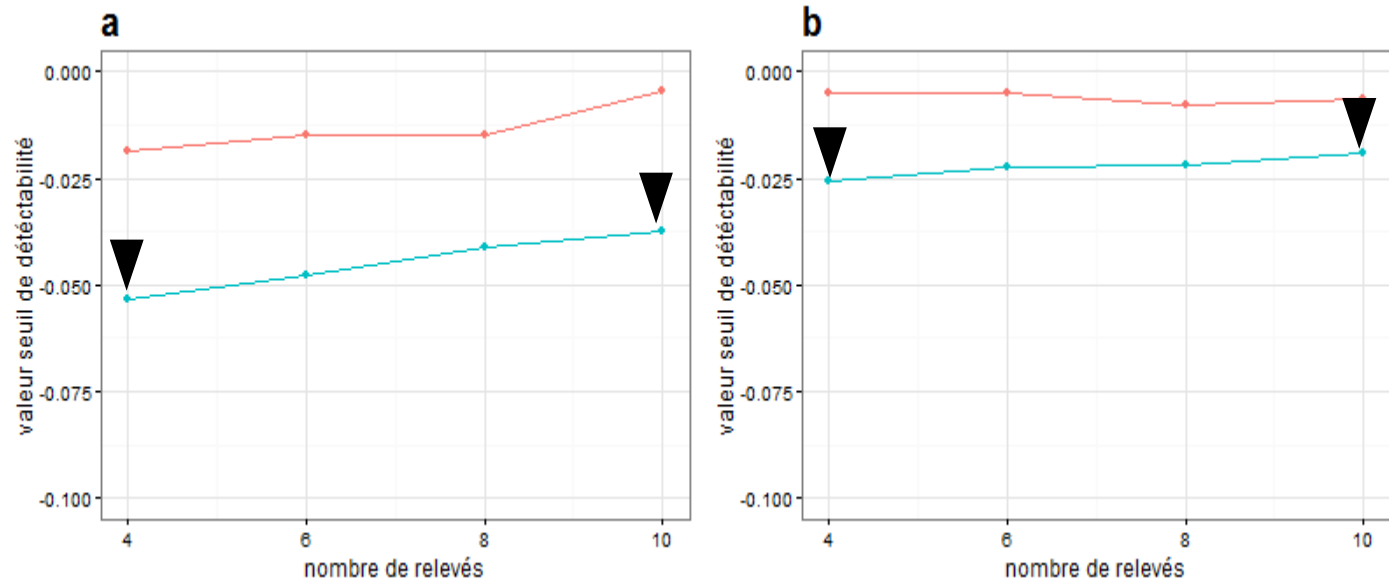 a
valeur seuil de détéctabilité
0.000
-0.025
-0.050
-0.075
-0.100
4 6 8 10
nombre de relevés
b
valeur seuil de détéctabilité
0.000
-0.025
-0.050
-0.075
-0.100
4 6 8 10
nombre de relevés